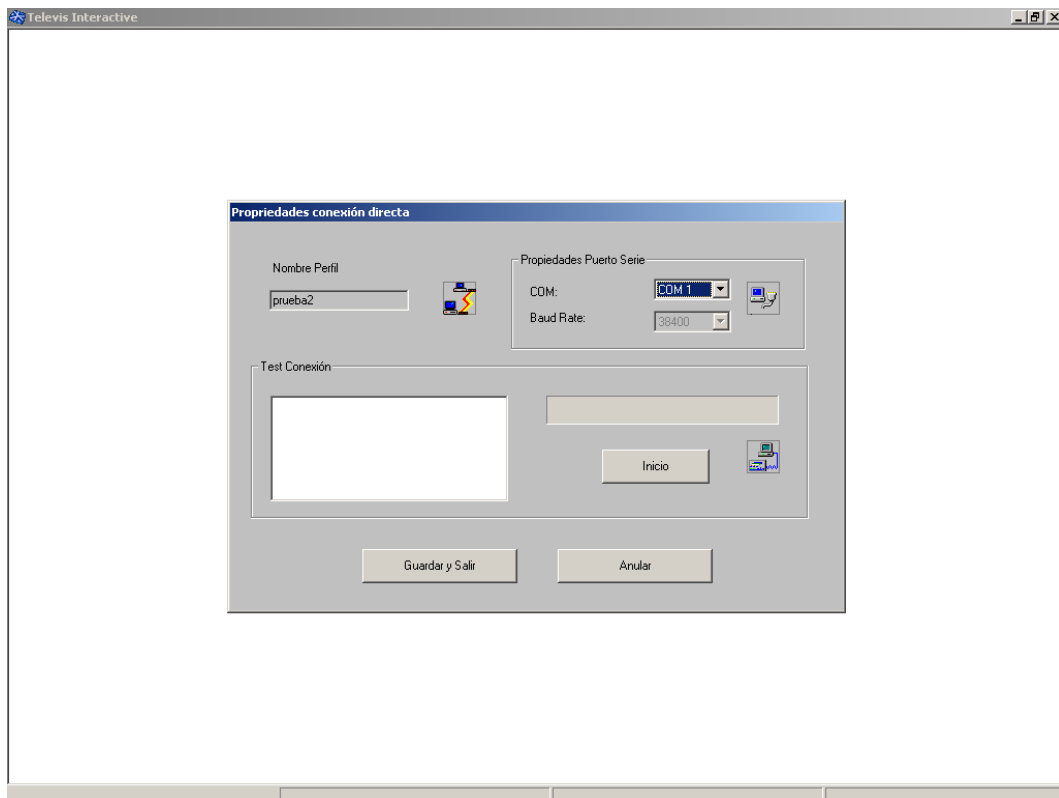 Televis Interactive
Propriedades conexión directa
Nombre Perfil
prueba2
Propiedades Puerto Serie
COM:
COM 1
Baud Rate:
38400
Test Conexión
Inicio
Guardar y Salir
Anular